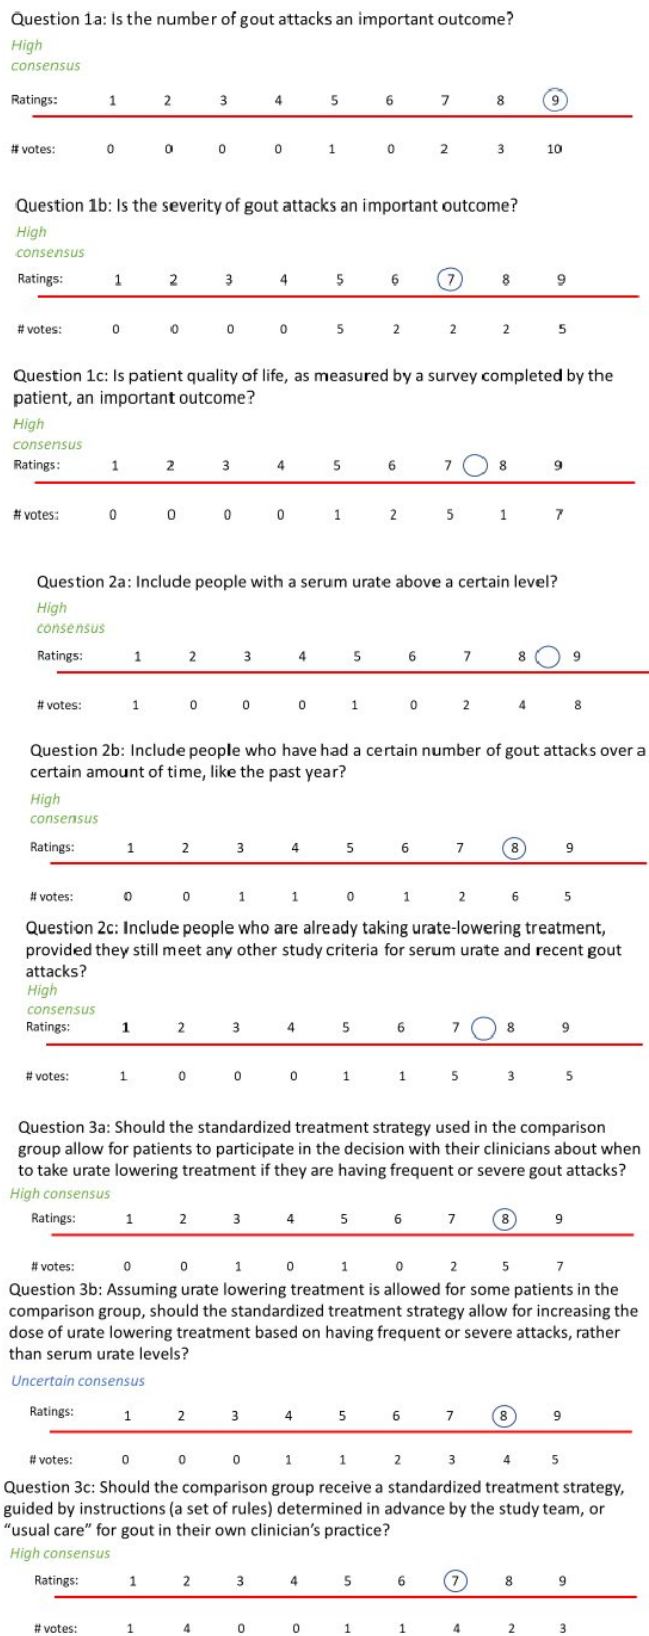 Question 1a: Is the number of gout attacks an important outcome?
High
consensus
Ratings: 1 2 3 4 5 6 7 8 9
# votes: 0 0 0 0 1 0 2 3 10
Question 1b: Is the severity of gout attacks an important outcome?
High
consensus
Ratings: 1 2 3 4 5 6 7 8 9
# votes: 0 0 0 0 5 2 2 2 5
Question 1c: Is patient quality of life, as measured by a survey completed by the
patient, an important outcome?
High
consensus
Ratings: 1 2 3 4 5 6 7 8 9
# votes: 0 0 0 0 1 2 5 1 7
Question 2a: Include people with a serum urate above a certain level?
High
consensus
Ratings: 1 2 3 4 5 6 7 8 9
# votes: 1 0 0 0 1 0 2 4 8
Question 2b: Include people who have had a certain number of gout attacks over a
certain amount of time, like the past year?
High
consensus
Ratings: 1 2 3 4 5 6 7 8 9
# votes: 0 0 1 1 0 1 2 6 5
Question 2c: Include people who are already taking urate-lowering treatment,
provided they still meet any other study criteria for serum urate and recent gout
attacks?
High
consensus
Ratings: 1 2 3 4 5 6 7 8 9
# votes: 1 0 0 0 1 1 5 3 5
Question 3a: Should the standardized treatment strategy used in the comparison
group allow for patients to participate in the decision with their clinicians about when
to take urate lowering treatment if they are having frequent or severe gout attacks?
High consensus
Ratings: 1 2 3 4 5 6 7 8 9
# votes: 0 0 1 0 1 0 2 5 7
Question 3b: Assuming urate lowering treatment is allowed for some patients in the
comparison group, should the standardized treatment strategy allow for increasing the
dose of urate lowering treatment based on having frequent or severe attacks, rather
than serum urate levels?
Uncertain consensus
Ratings: 1 2 3 4 5 6 7 8 9
# votes: 0 0 0 1 1 2 3 4 5
Question 3c: Should the comparison group receive a standardized treatment strategy,
guided by instructions (a set of rules) determined in advance by the study team, or
“usual care” for gout in their own clinician’s practice?
High consensus
Ratings: 1 2 3 4 5 6 7 8 9
# votes: 1 4 0 0 1 1 4 2 3